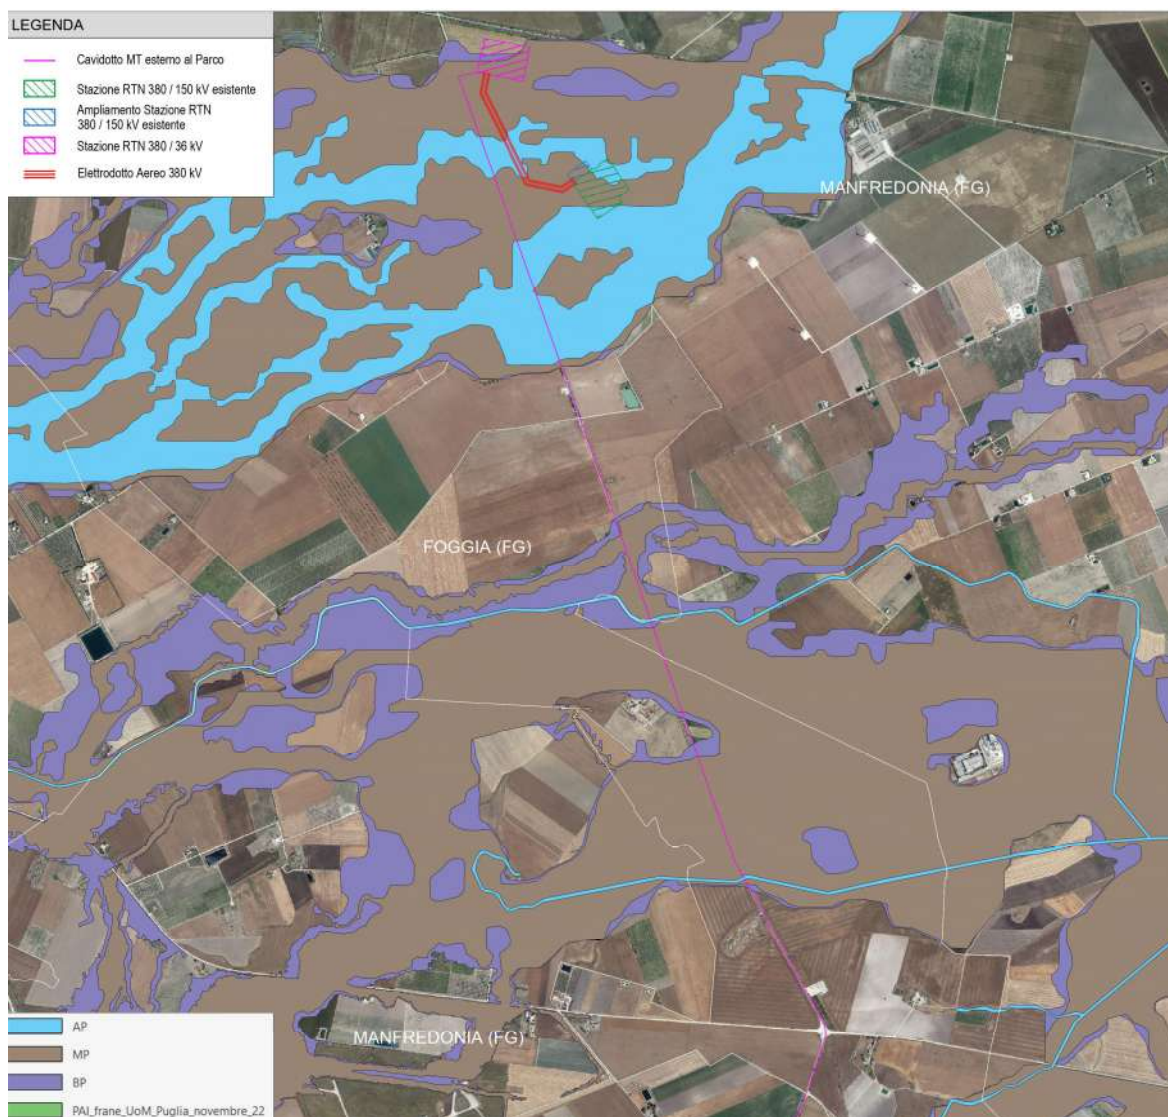 LEGENDA
Cavidotto MT esterno al Parco
Stazione RTN 380 / 150 kV esistente
Ampliamento Stazione RTN
380 / 150 kV esistente
Stazione RTN 380 / 36 kV
Elettrodotto Aereo 380 kV
MANFREDONIA (FG)
FOGGIA (FG)
MANFREDONIA (FG)
AP
MP
BP
PAI_frane_UoM_Puglia_novembre_22